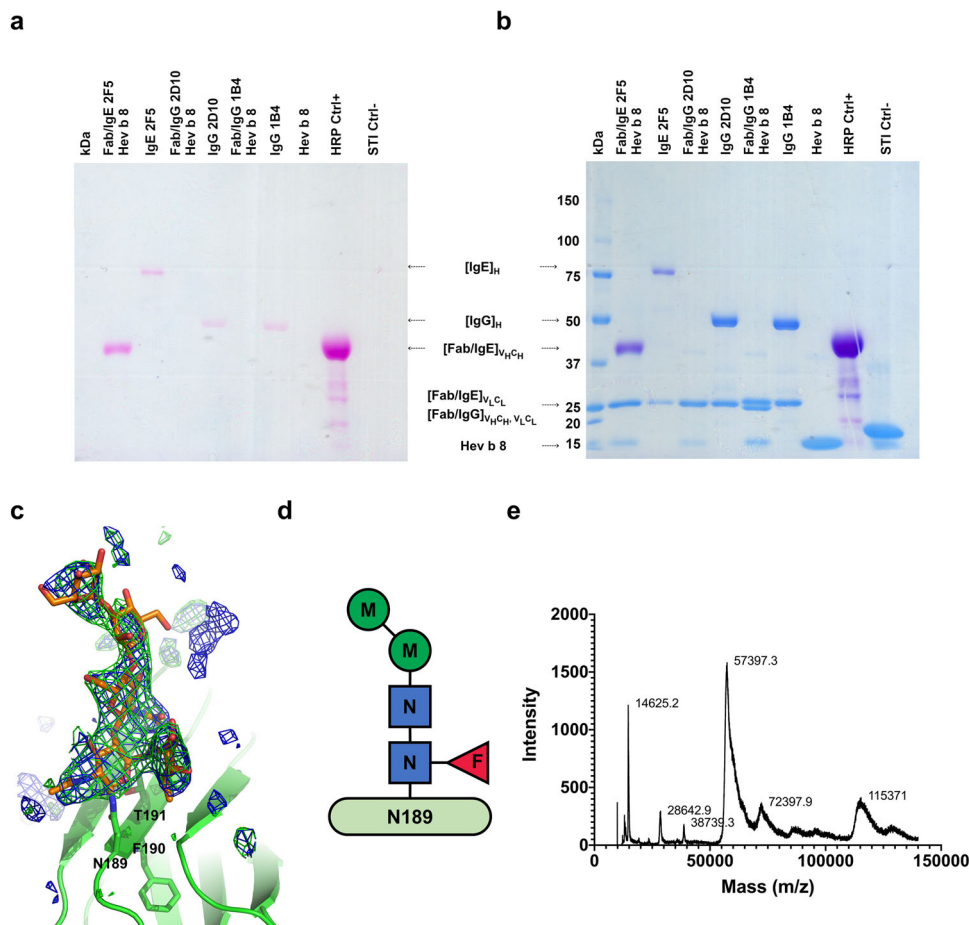 a
kDa
Fab/IgE 2F5
Hev b 8
IgE 2F5
Fab/IgG 2D10
Hev b 8
IgG 2D10
Fab/IgG 1B4
Hev b 8
IgG 1B4
Hev b 8
HRP Ctrl+
STI Ctrl-
[IgE]H
[IgG]H
[Fab/IgE]VHCH
[Fab/IgE]VLCL
[Fab/IgG]VHCH, VLCL
Hev b 8
b
kDa
Fab/IgE 2F5
Hev b 8
IgE 2F5
Fab/IgG 2D10
Hev b 8
IgG 2D10
Fab/IgG 1B4
Hev b 8
IgG 1B4
Hev b 8
HRP Ctrl+
STI Ctrl-
150
100
75
50
37
25
20
15
c
T191
F190
N189
d
M
M
N
N
F
N189
e
2000
1500
1000
500
0
Intensity
14625.2
28642.9
38739.3
57397.3
72397.9
115371
0
50000
100000
150000
Mass (m/z)